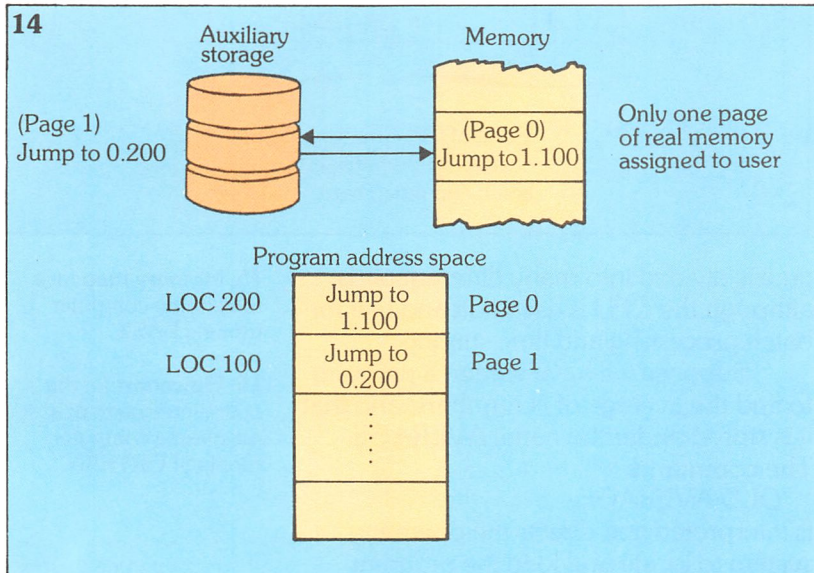 14
Auxiliary
storage
Memory
(Page 1)
Jump to 0.200
(Page 0)
Jump to 1.100
Only one page
of real memory
assigned to user
Program address space
LOC 200
Jump to
1.100
Page 0
LOC 100
Jump to
0.200
Page 1